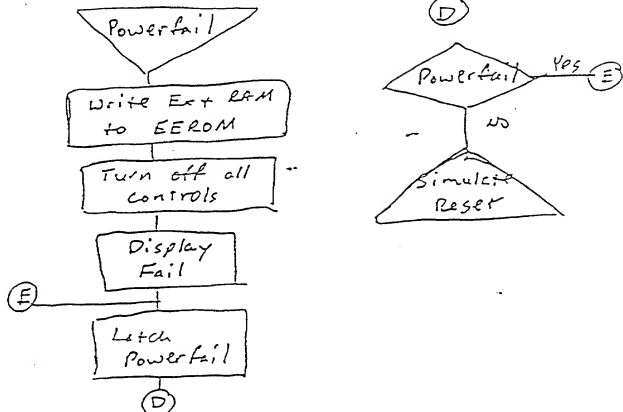 Powerfail
Write Ext RAM
to EEROM
Turn off all
controls
Display
Fail
E
Latch
Powerfail
D
D
Powerfail
Yes
E
NO
Simulate
Reset